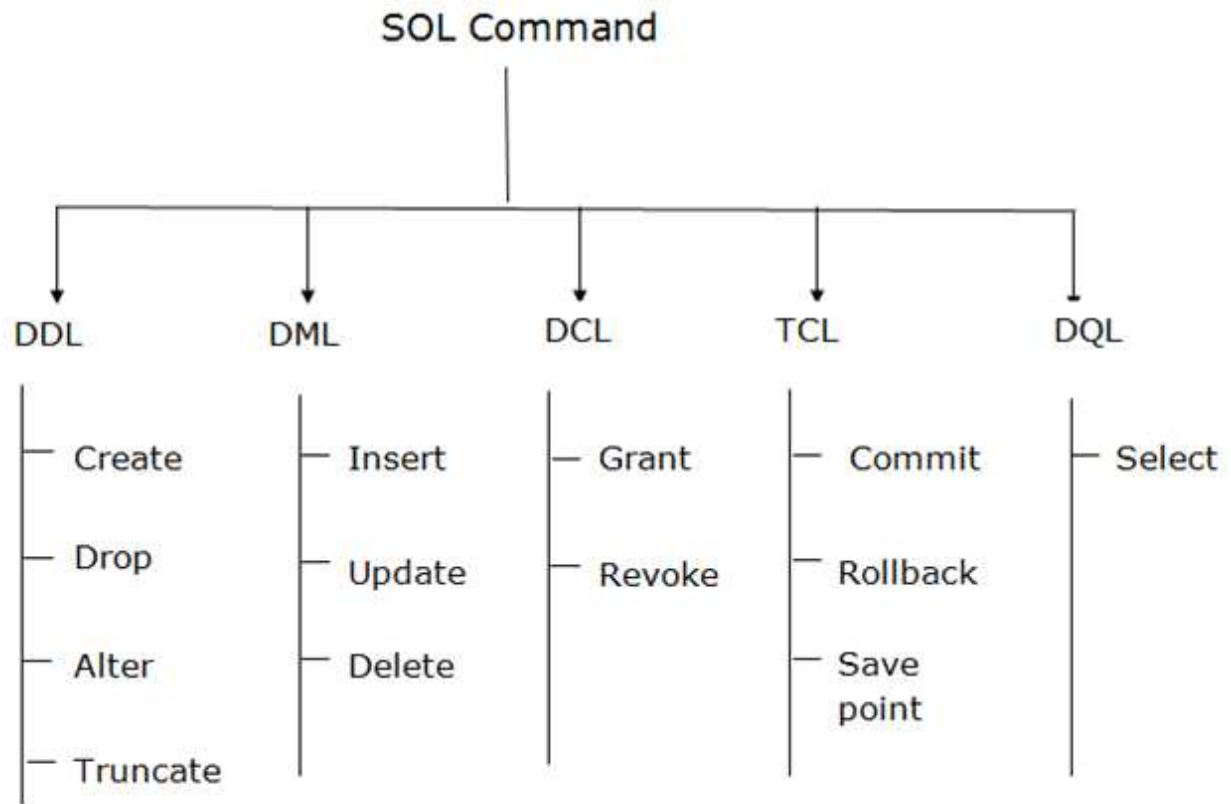 SOL Command
DDL
DML
DCL
TCL
DQL
Create
Drop
Alter
Truncate
Insert
Update
Delete
Grant
Revoke
Commit
Rollback
Save
point
Select